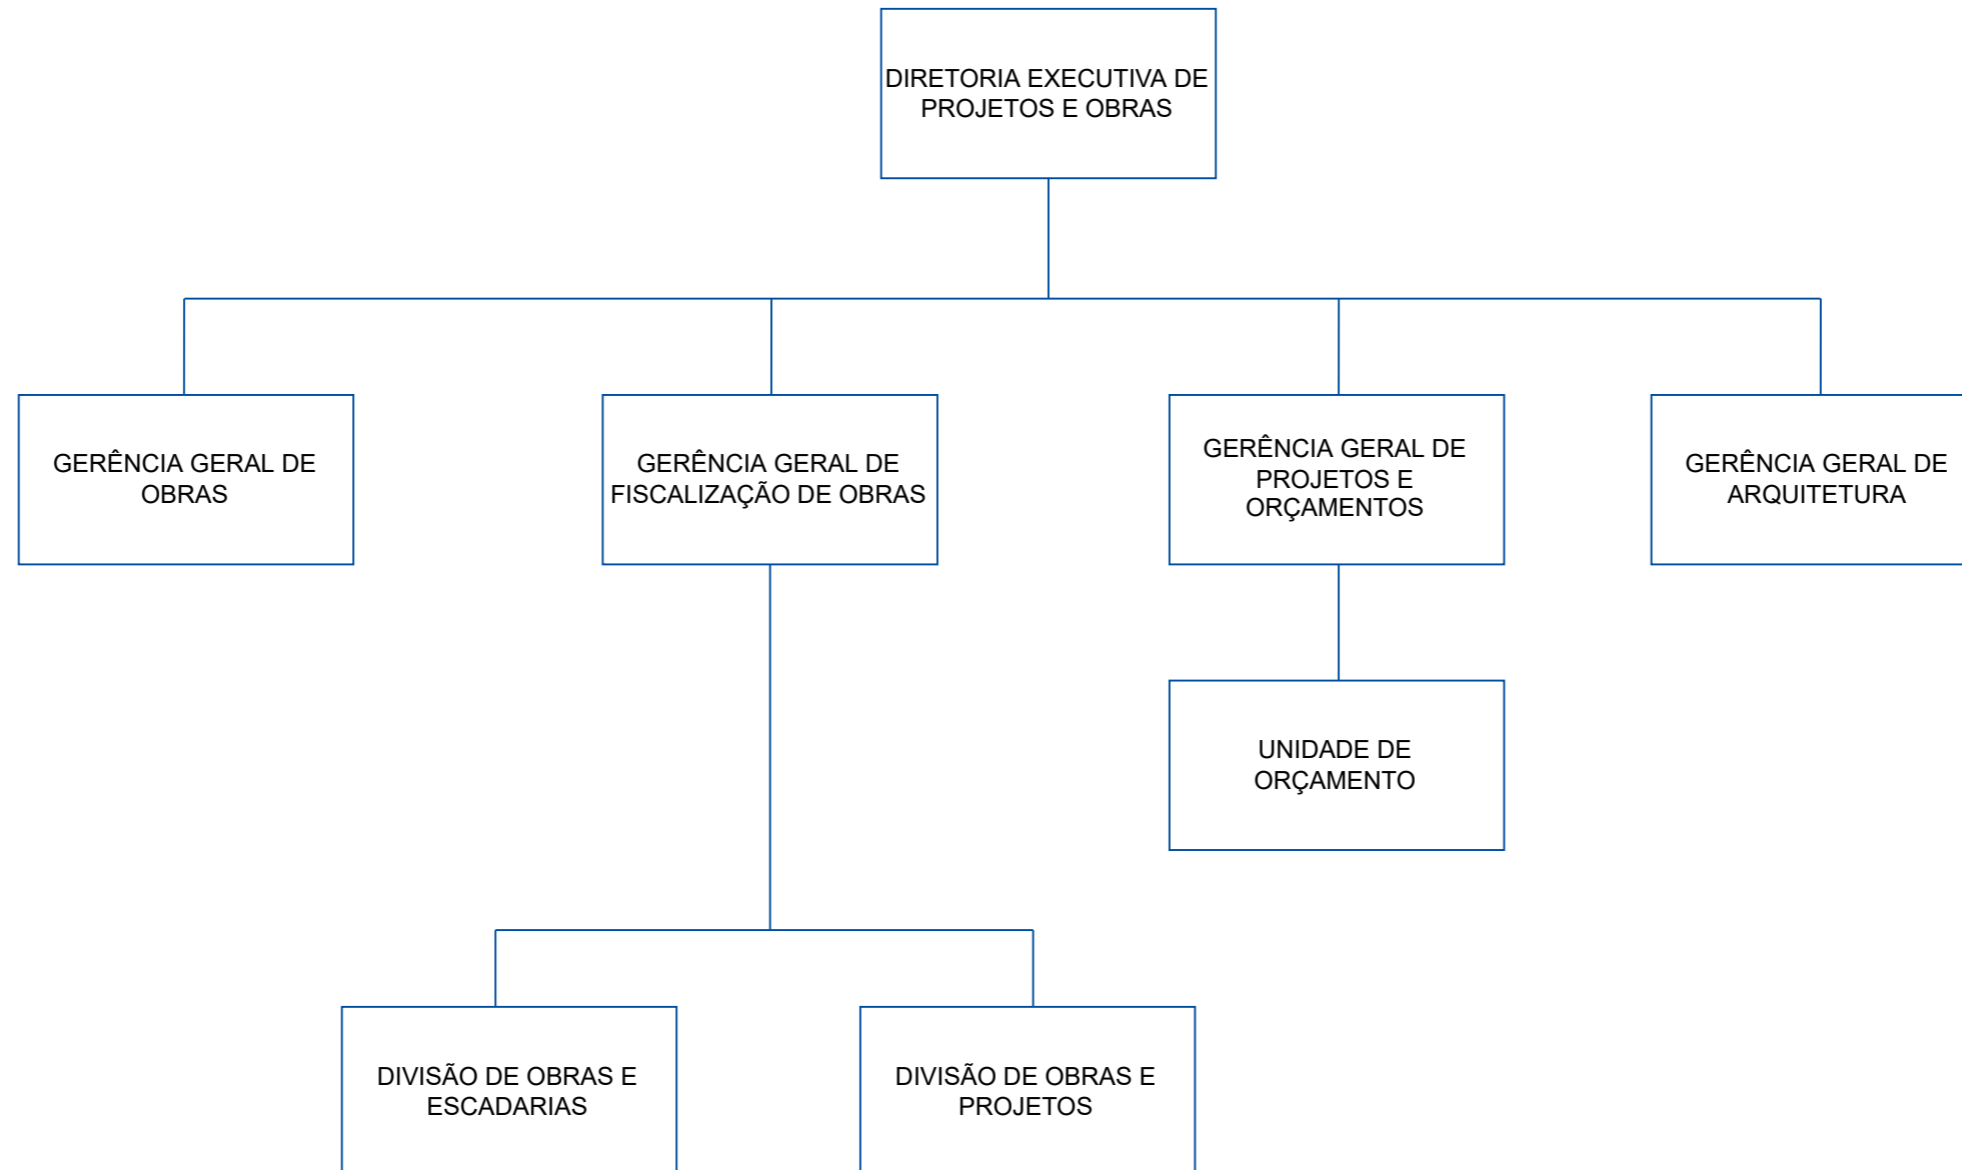 DIRETORIA EXECUTIVA DE
PROJETOS E OBRAS
GERÊNCIA GERAL DE
OBRAS
GERÊNCIA GERAL DE
FISCALIZAÇÃO DE OBRAS
GERÊNCIA GERAL DE
PROJETOS E
ORÇAMENTOS
GERÊNCIA GERAL DE
ARQUITETURA
UNIDADE DE
ORÇAMENTO
DIVISÃO DE OBRAS E
ESCADARIAS
DIVISÃO DE OBRAS E
PROJETOS